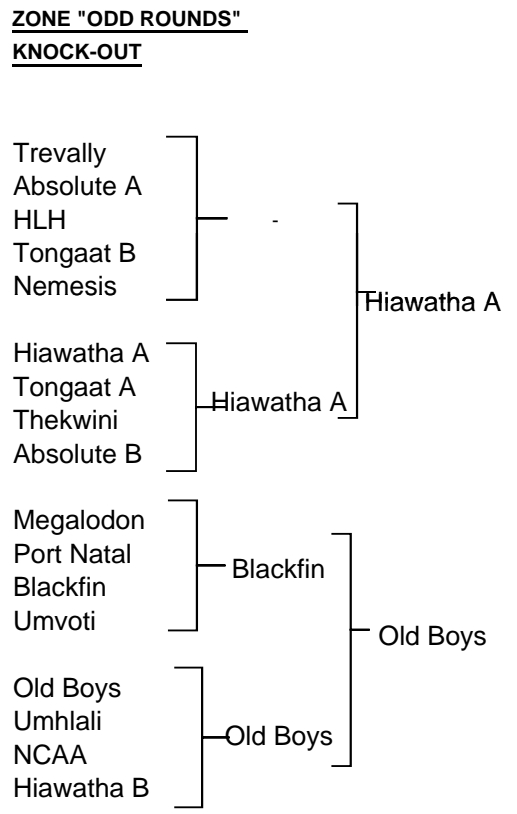 ZONE "ODD ROUNDS"
KNOCK-OUT
Trevally
Absolute A
HLH
Tongaat B
Nemesis
-
Hiawatha A
Hiawatha A
Tongaat A
Thekwini
Absolute B
Hiawatha A
Megalodon
Port Natal
Blackfin
Umvoti
Blackfin
Old Boys
Old Boys
Umhlali
NCAA
Hiawatha B
Old Boys